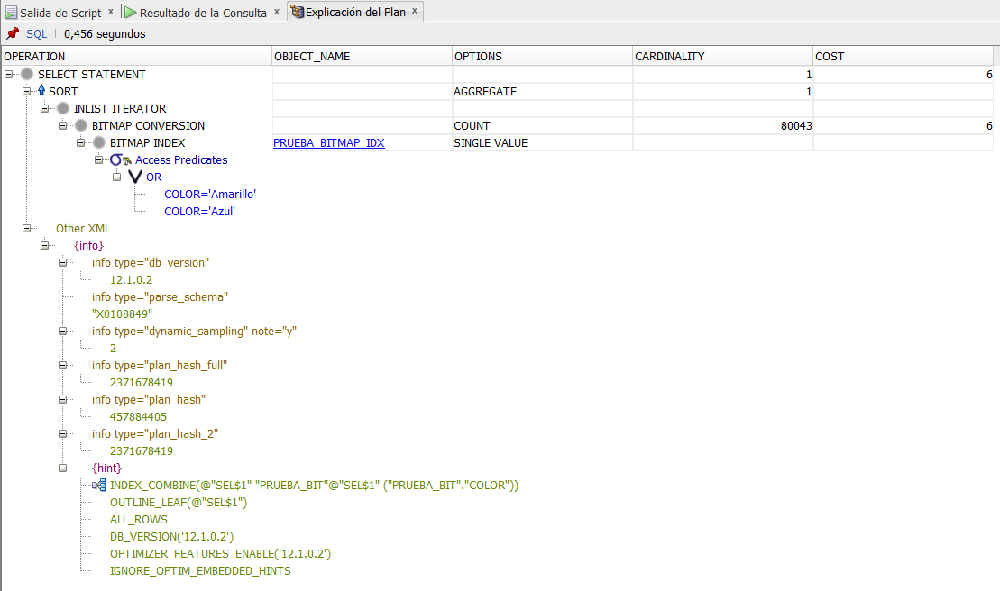 Salida de Script x Resultado de la Consulta x Explicación del Plan x
SQL | 0,456 segundos
OPERATION OBJECT_NAME OPTIONS CARDINALITY COST
SELECT STATEMENT 1 6
SORT AGGREGATE 1
INLIST ITERATOR
BITMAP CONVERSION COUNT 80043 6
BITMAP INDEX PRUEBA_BITMAP_IDX SINGLE VALUE
Access Predicates
OR
COLOR='Amarillo'
COLOR='Azul'
Other XML
{info}
info type="db_version"
12.1.0.2
info type="parse_schema"
"X0108849"
info type="dynamic_sampling" note="y"
2
info type="plan_hash_full"
2371678419
info type="plan_hash"
457884405
info type="plan_hash_2"
2371678419
{hint}
INDEX_COMBINE(@"SEL$1" "PRUEBA_BIT"@"SEL$1" ("PRUEBA_BIT"."COLOR"))
OUTLINE_LEAF(@"SEL$1")
ALL_ROWS
DB_VERSION('12.1.0.2')
OPTIMIZER_FEATURES_ENABLE('12.1.0.2')
IGNORE_OPTIM_EMBEDDED_HINTS